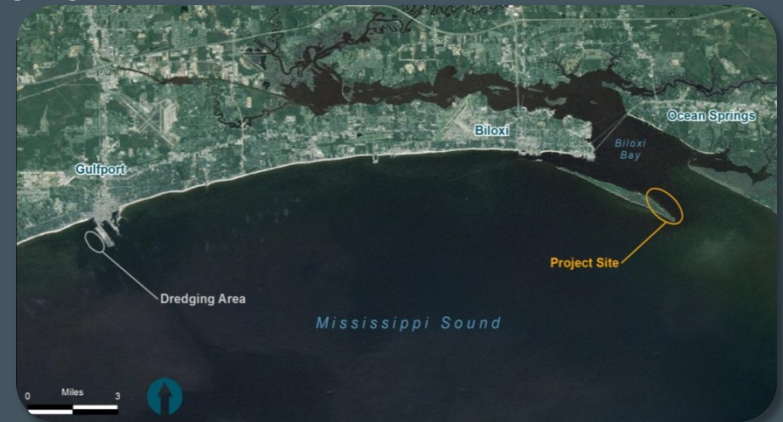 Ocean Springs
Biloxi
Biloxi
Bay
Gulfport
Project Site
Dredging Area
Mississippi Sound
Miles
0 3